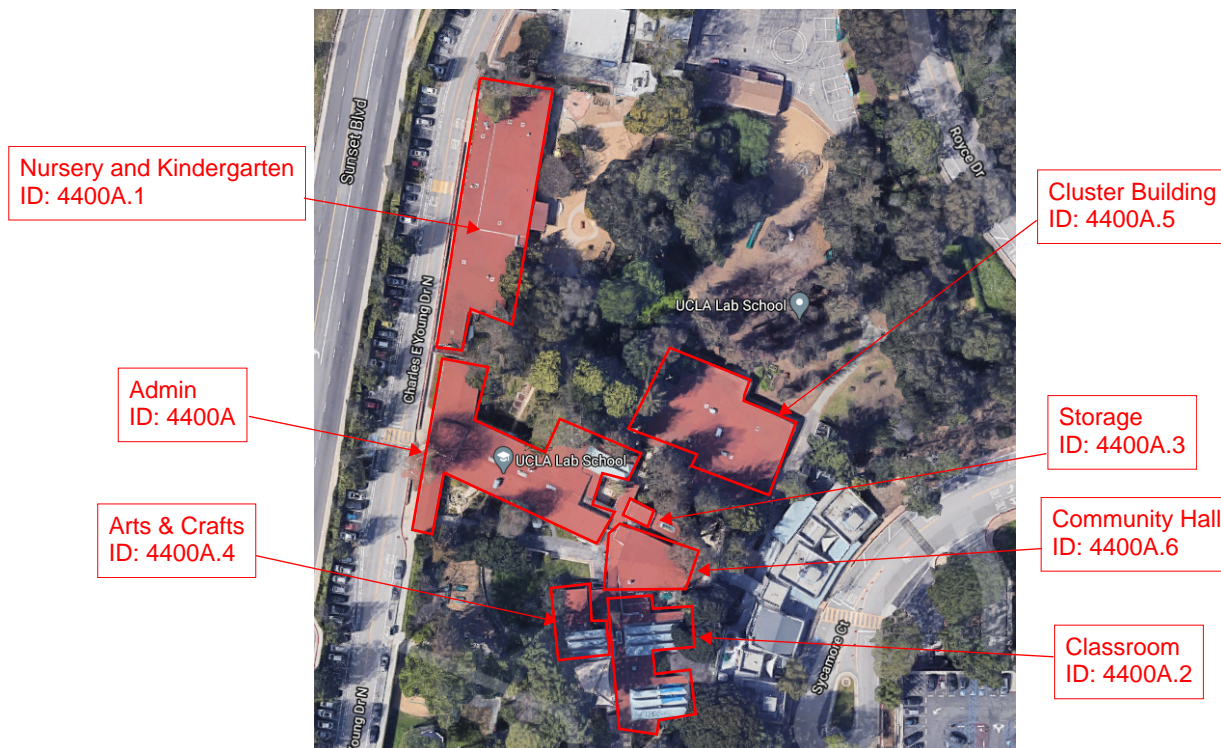 Sunset Blvd
Royce Dr
Nursery and Kindergarten
ID: 4400A.1
Cluster Building
ID: 4400A.5
Charles E Young Dr N
UCLA Lab School
Admin
ID: 4400A
Storage
ID: 4400A.3
UCLA Lab School
Arts & Crafts
ID: 4400A.4
Community Hall
ID: 4400A.6
Classroom
ID: 4400A.2
Sycamore Ct
Young Dr N